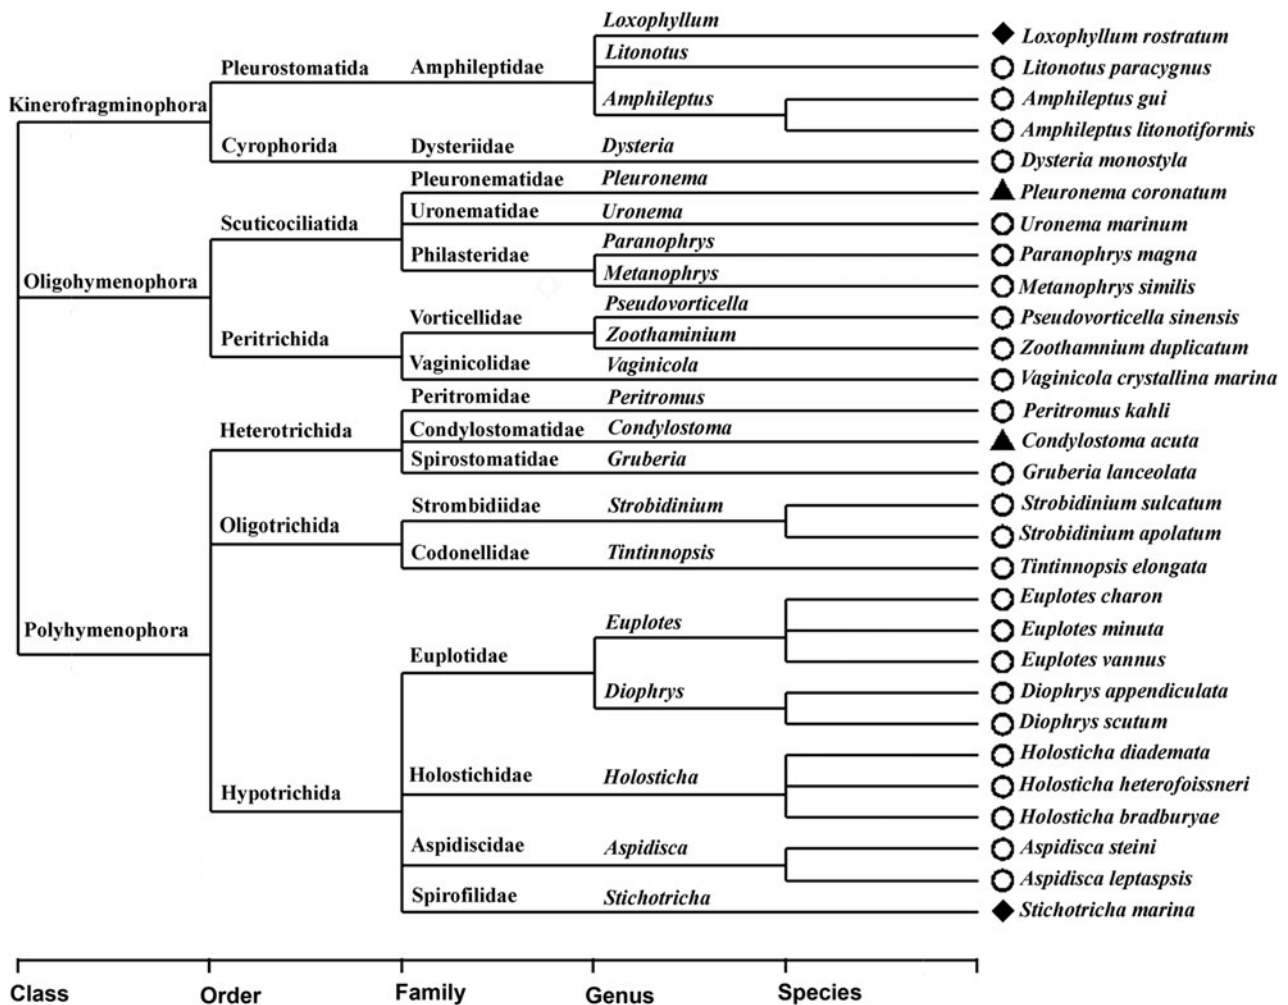 Loxophyllum
Loxophyllum rostratum
Pleurostomatida Amphileptidae Litonotus
Litonotus paracygnus
Kinerofragminophora Amphileptus
Amphileptus gui
Amphileptus litonotiformis
Cyrophorida Dysteriidae Dysteria
Dysteria monostyla
Pleuronematidae Pleuronema
Pleuronema coronatum
Scuticociliatida Uronematidae Uronema
Uronema marinum
Philasteridae Paranophrys
Paranophrys magna
Oligohymenophora Metanophrys
Metanophrys similis
Vorticellidae Pseudovorticella
Pseudovorticella sinensis
Peritrichida Zoothaminium
Zoothamnium duplicatum
Vaginicolidae Vaginicola
Vaginicola crystallina marina
Peritromidae Peritromus
Peritromus kahli
Heterotrichida Condylostomatidae Condylostoma
Condylostoma acuta
Spirostomatidae Gruberia
Gruberia lanceolata
Strombidiidae Strobidinium
Strobidinium sulcatum
Oligotrichida
Strobidinium apolatum
Codonellidae Tintinnopsis
Tintinnopsis elongata
Euplotes charon
Polyhymenophora Euplotes
Euplotes minuta
Euplotidae
Euplotes vannus
Diophrys
Diophrys appendiculata
Diophrys scutum
Holosticha diademata
Holostichidae Holosticha
Holosticha heterofoissneri
Hypotrichida
Holosticha bradburyae
Aspidiscidae Aspidisca
Aspidisca steini
Aspidisca leptaspsis
Spirofilidae Stichotricha
Stichotricha marina
Class Order Family Genus Species